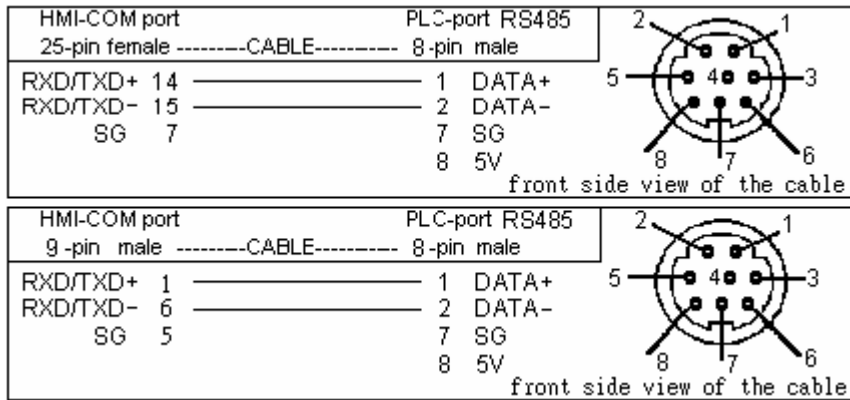 HMI-COM port PLC-port RS485
25-pin female ---------CABLE----------- 8-pin male
RXD/TXD+ 14 1 DATA+
RXD/TXD- 15 2 DATA-
SG 7 7 SG
8 5V
2 1
5 4 3
8 7 6
front side view of the cable
HMI-COM port PLC-port RS485
9-pin male ---------CABLE----------- 8-pin male
RXD/TXD+ 1 1 DATA+
RXD/TXD- 6 2 DATA-
SG 5 7 SG
8 5V
2 1
5 4 3
8 7 6
front side view of the cable